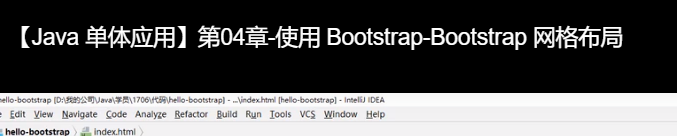 【Java 单体应用】第04章-使用 Bootstrap-Bootstrap 网格布局
hello-bootstrap [D:\我的公司\Java\学员\1706\代码\hello-bootstrap] - ...\index.html [hello-bootstrap] - IntelliJ IDEA
Edit View Navigate Code Analyze Refactor Build Run Tools VCS Window Help
hello-bootstrap index.html